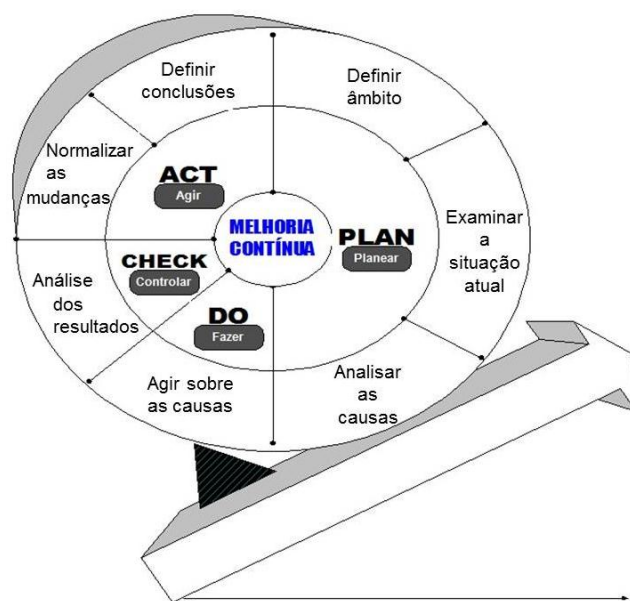 Definir
conclusões
Definir
âmbito
Normalizar
as
mudanças
ACT
Agir
MELHORIA
CONTÍNUA
PLAN
Planear
Examinar
a
situação
atual
CHECK
Controlar
Análise
dos
resultados
DO
Fazer
Agir sobre
as causas
Analisar
as
causas